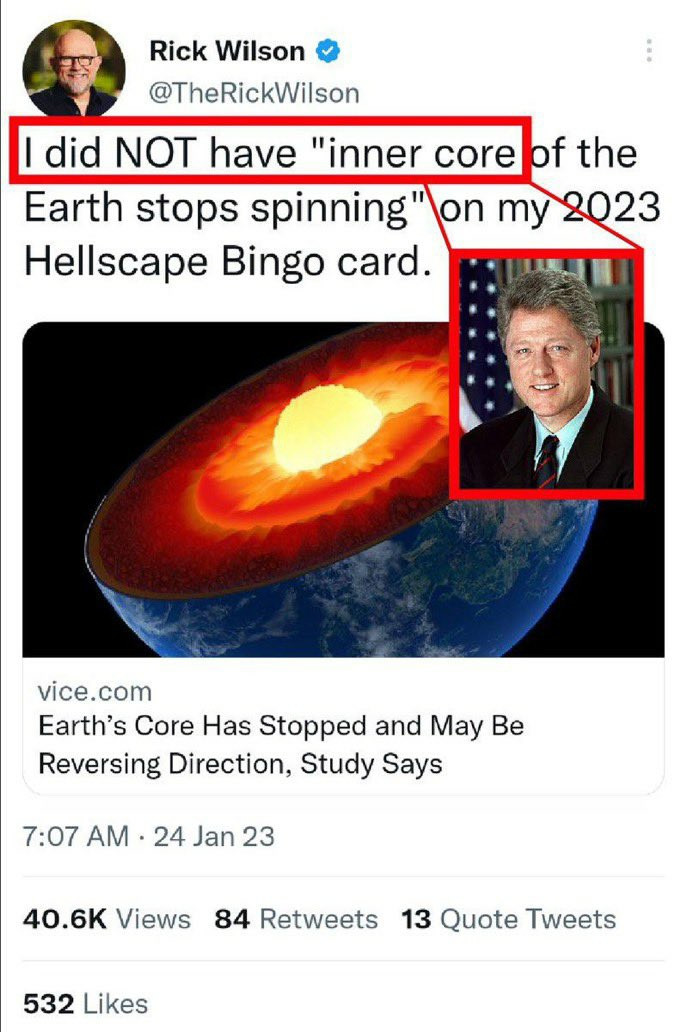 Rick Wilson
@TheRickWilson
I did NOT have "inner core of the
Earth stops spinning" on my 2023
Hellscape Bingo card.
vice.com
Earth's Core Has Stopped and May Be
Reversing Direction, Study Says
7:07 AM · 24 Jan 23
40.6K Views 84 Retweets 13 Quote Tweets
532 Likes